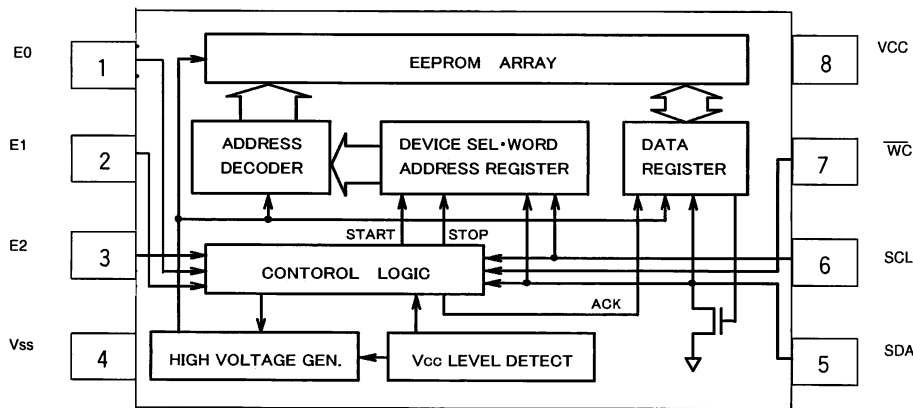 E0
1
EEPROM ARRAY
8
VCC
E1
2
ADDRESS
DECODER
DEVICE SEL·WORD
ADDRESS REGISTER
DATA
REGISTER
7
WC
START
STOP
E2
3
CONTOROL LOGIC
6
SCL
ACK
Vss
4
HIGH VOLTAGE GEN.
Vcc LEVEL DETECT
5
SDA